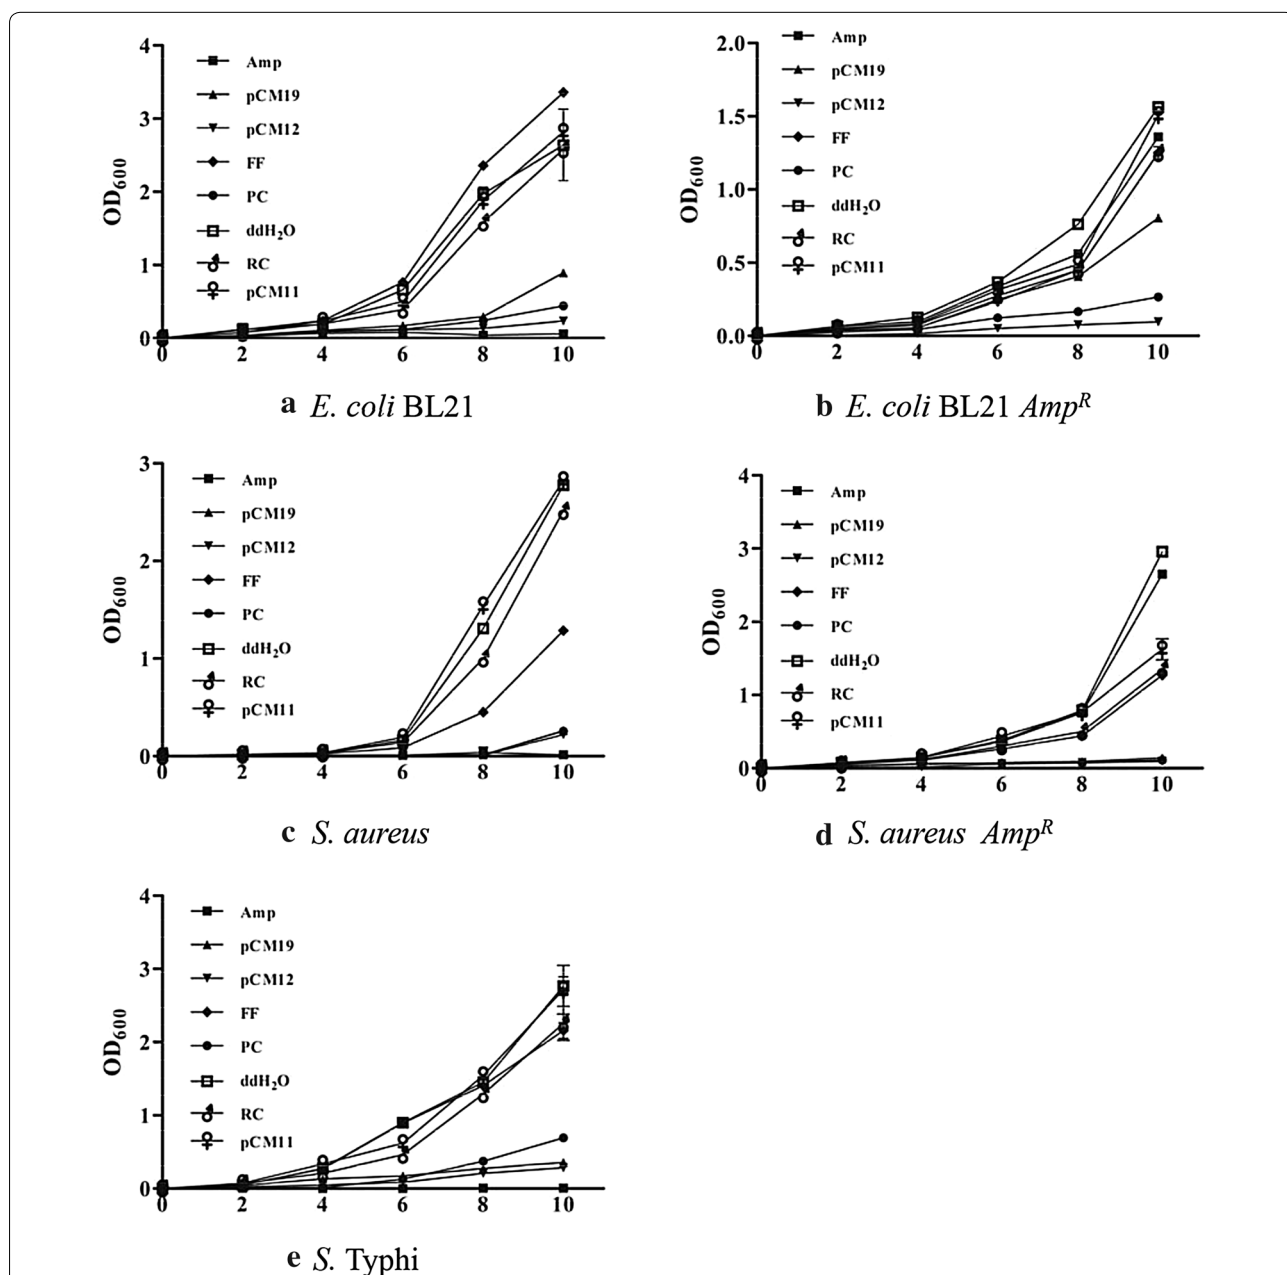 4
3
2
1
0
OD600
Amp
pCM19
pCM12
FF
PC
ddH2O
RC
pCM11
0 2 4 6 8 10
a E. coli BL21
2.0
1.5
1.0
0.5
0.0
OD600
Amp
pCM19
pCM12
FF
PC
ddH2O
RC
pCM11
0 2 4 6 8 10
b E. coli BL21 Amp^R
3
2
1
0
OD600
Amp
pCM19
pCM12
FF
PC
ddH2O
RC
pCM11
0 2 4 6 8 10
c S. aureus
4
3
2
1
0
OD600
Amp
pCM19
pCM12
FF
PC
ddH2O
RC
pCM11
0 2 4 6 8 10
d S. aureus Amp^R
4
3
2
1
0
OD600
Amp
pCM19
pCM12
FF
PC
ddH2O
RC
pCM11
0 2 4 6 8 10
e S. Typhi